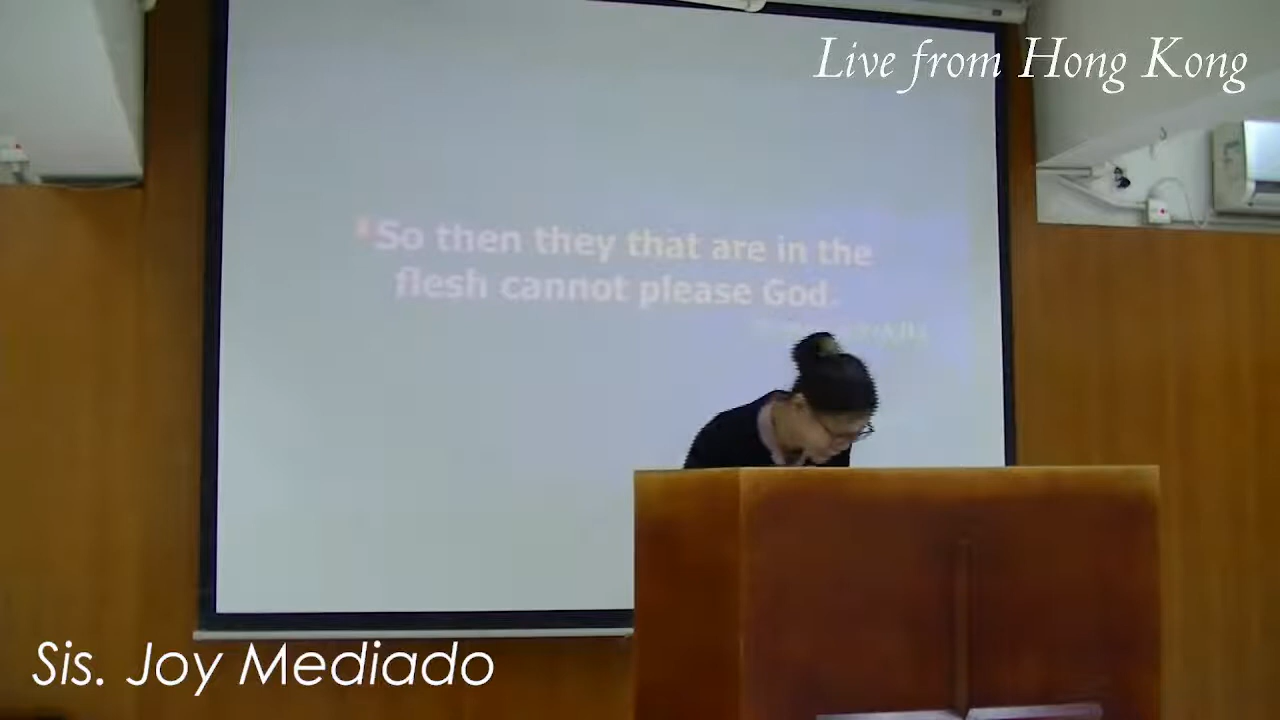 Live from Hong Kong
So then they that are in the
flesh cannot please God.
Sis. Joy Mediado